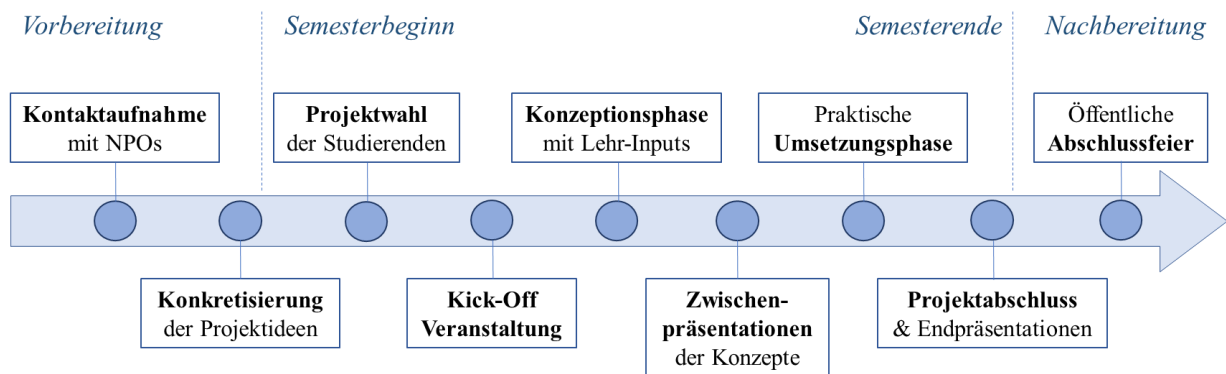 Vorbereitung
Semesterbeginn
Semesterende
Nachbereitung
Kontaktaufnahme
mit NPOs
Projektwahl
der Studierenden
Konzeptionsphase
mit Lehr-Inputs
Praktische
Umsetzungsphase
Öffentliche
Abschlussfeier
Konkretisierung
der Projektideen
Kick-Off
Veranstaltung
Zwischen-
präsentationen
der Konzepte
Projektabschluss
& Endpräsentationen